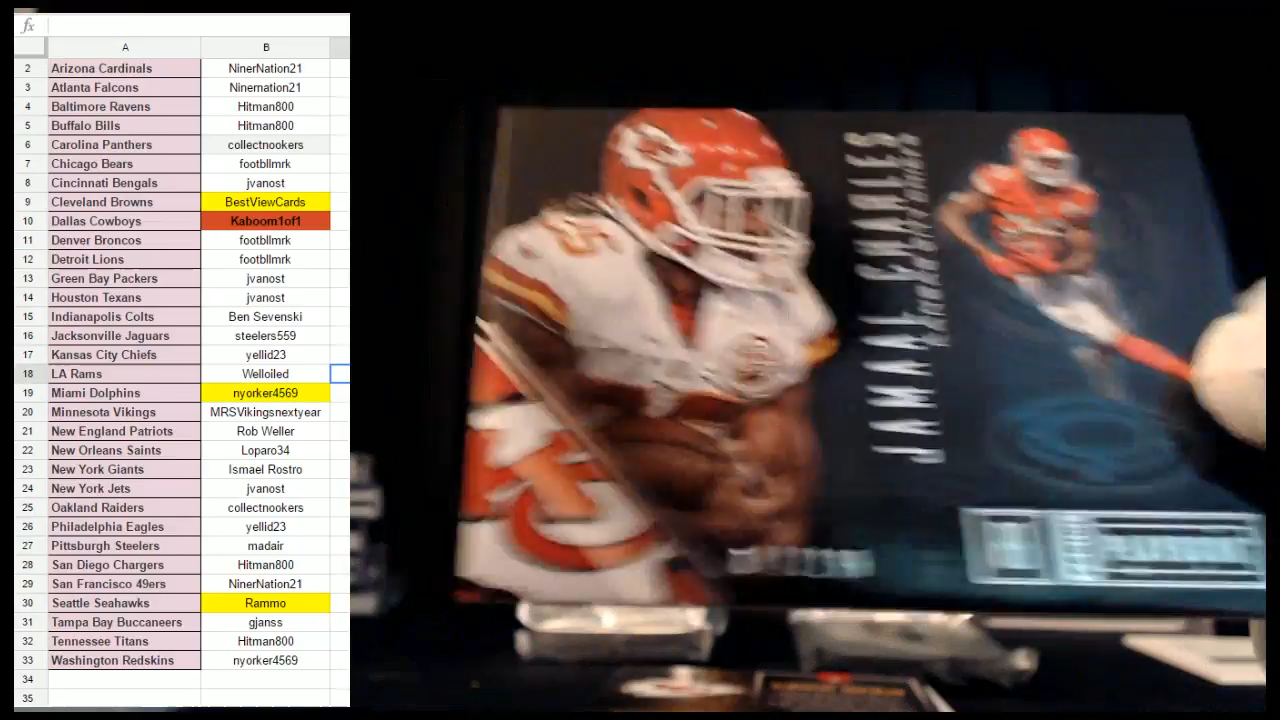 fx
A B
2 Arizona Cardinals NinerNation21
3 Atlanta Falcons Ninernation21
4 Baltimore Ravens Hitman800
5 Buffalo Bills Hitman800
6 Carolina Panthers collectnookers
7 Chicago Bears footbllmrk
8 Cincinnati Bengals jvanost
9 Cleveland Browns BestViewCards
10 Dallas Cowboys Kaboom1of1
11 Denver Broncos footbllmrk
12 Detroit Lions footbllmrk
13 Green Bay Packers jvanost
14 Houston Texans jvanost
15 Indianapolis Colts Ben Sevenski
16 Jacksonville Jaguars steelers559
17 Kansas City Chiefs yellid23
18 LA Rams Welloiled
19 Miami Dolphins nyorker4569
20 Minnesota Vikings MRSVikingsnextyear
21 New England Patriots Rob Weller
22 New Orleans Saints Loparo34
23 New York Giants Ismael Rostro
24 New York Jets jvanost
25 Oakland Raiders collectnookers
26 Philadelphia Eagles yellid23
27 Pittsburgh Steelers madair
28 San Diego Chargers Hitman800
29 San Francisco 49ers NinerNation21
30 Seattle Seahawks Rammo
31 Tampa Bay Buccaneers gjanss
32 Tennessee Titans Hitman800
33 Washington Redskins nyorker4569
34
35
JAMAAL CHARLES